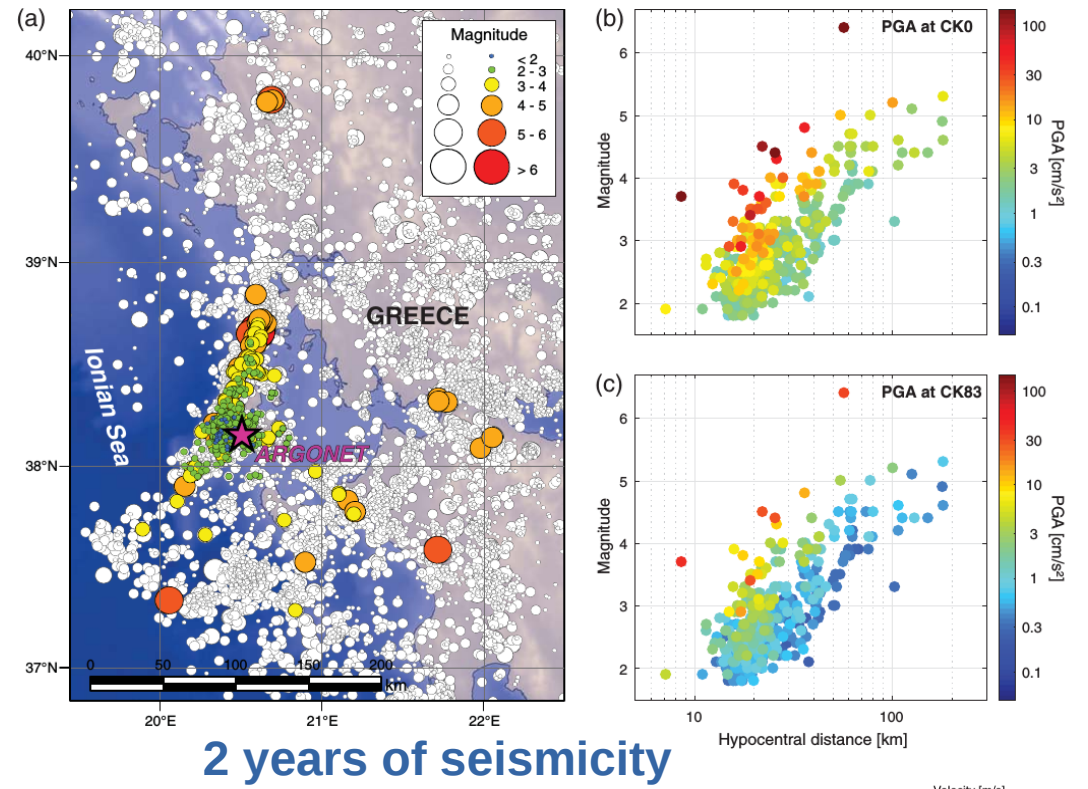 (a)
40°N
39°N
38°N
37°N
Magnitude
< 2
2 - 3
3 - 4
4 - 5
5 - 6
> 6
GREECE
Ionian Sea
ARGONET
0 50 100 150 200
km
20°E 21°E 22°E
(b)
PGA at CK0
Magnitude
6
5
4
3
2
100
30
10
3
1
0.3
0.1
PGA [cm/s²]
(c)
PGA at CK83
Magnitude
6
5
4
3
2
10 100
Hypocentral distance [km]
100
30
10
3
1
0.3
0.1
PGA [cm/s²]
2 years of seismicity
Velocity [m/s]